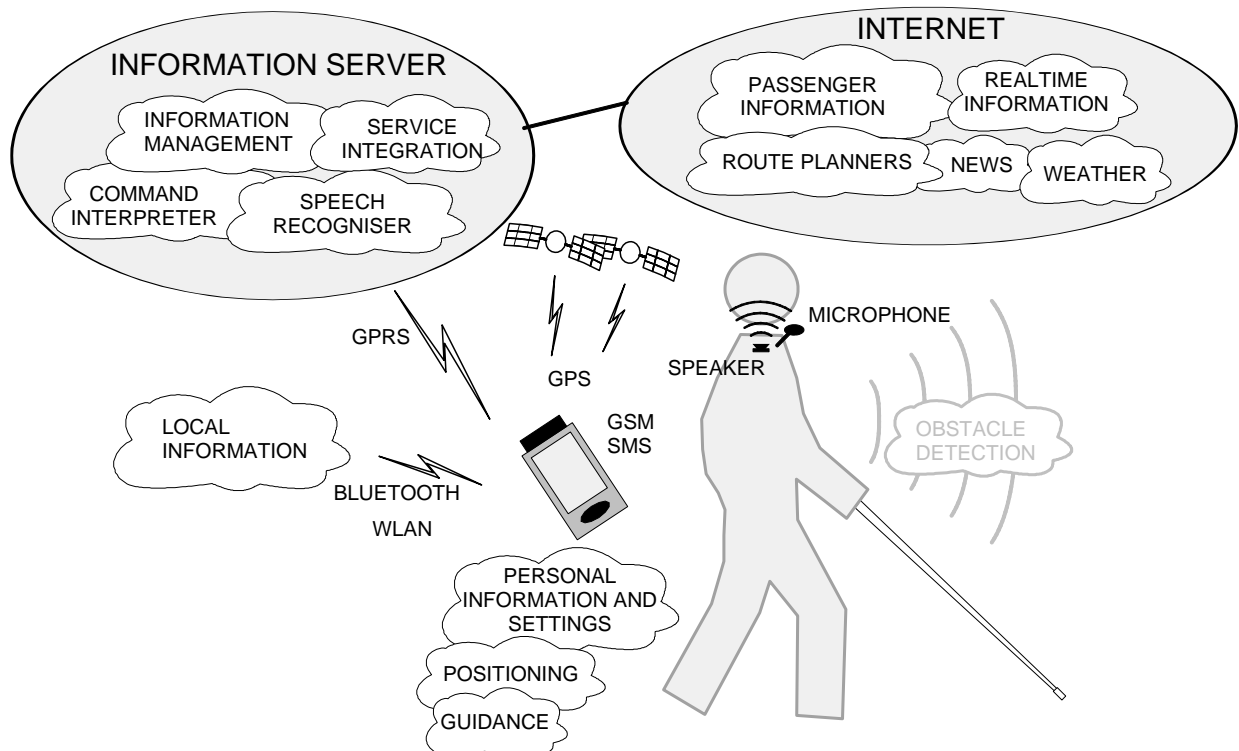 INFORMATION SERVER
INFORMATION
MANAGEMENT
SERVICE
INTEGRATION
COMMAND
INTERPRETER
SPEECH
RECOGNISER
INTERNET
PASSENGER
INFORMATION
REALTIME
INFORMATION
ROUTE PLANNERS
NEWS
WEATHER
GPRS
GPS
GSM
SMS
MICROPHONE
SPEAKER
OBSTACLE
DETECTION
LOCAL
INFORMATION
BLUETOOTH
WLAN
PERSONAL
INFORMATION AND
SETTINGS
POSITIONING
GUIDANCE